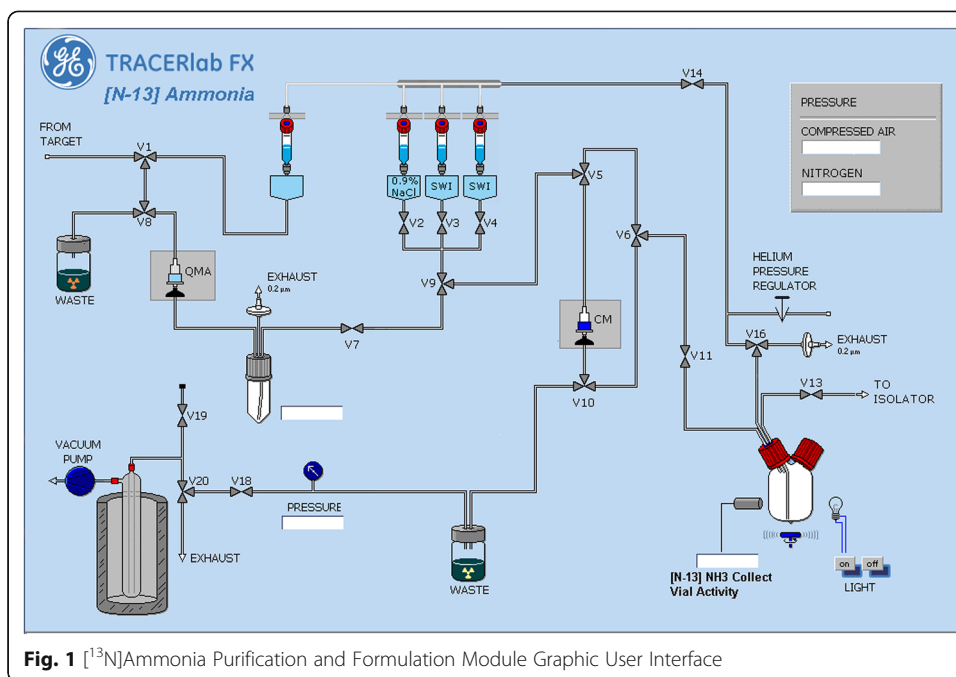 TRACERlab FX
[N-13] Ammonia
GE
FROM
TARGET
V1
V14
PRESSURE
COMPRESSED AIR
NITROGEN
0.9%
NaCl
SWI
SWI
V2
V3
V4
V5
V6
V8
WASTE
QMA
EXHAUST
0.2 µm
V9
V7
CM
V10
V11
HELIUM
PRESSURE
REGULATOR
V16
EXHAUST
0.2 µm
V13
TO
ISOLATOR
V19
VACUUM
PUMP
V20
V18
PRESSURE
EXHAUST
WASTE
[N-13] NH3 Collect
Vial Activity
on
off
LIGHT
Fig. 1 [¹³N]Ammonia Purification and Formulation Module Graphic User Interface